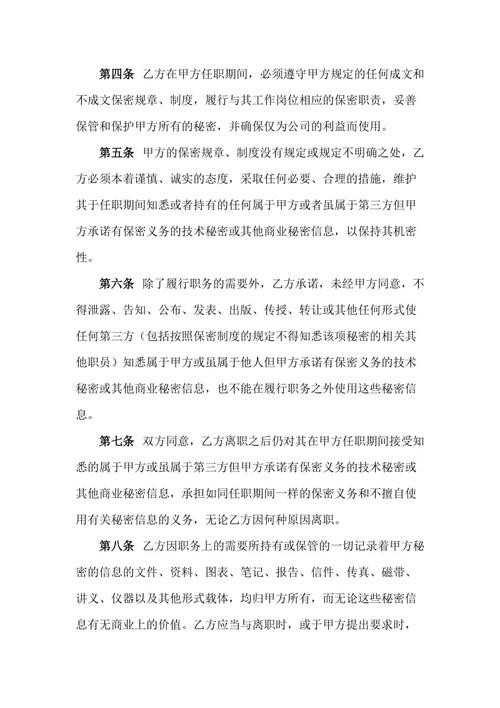 第四条 乙方在甲方任职期间，必须遵守甲方规定的任何成文和
不成文保密规章、制度，履行与其工作岗位相应的保密职责，妥善
保管和保护甲方所有的秘密，并确保仅为公司的利益而使用。
第五条 甲方的保密规章、制度没有规定或规定不明确之处，乙
方必须本着谨慎、诚实的态度，采取任何必要、合理的措施，维护
其于任职期间知悉或者持有的任何属于甲方或者虽属于第三方但甲
方承诺有保密义务的技术秘密或其他商业秘密信息，以保持其机密
性。
第六条 除了履行职务的需要外，乙方承诺，未经甲方同意，不
得泄露、告知、公布、发表、出版、传授、转让或其他任何形式使
任何第三方（包括按照保密制度的规定不得知悉该项秘密的相关其
他职员）知悉属于甲方或虽属于他人但甲方承诺有保密义务的技术
秘密或其他商业秘密信息，也不能在履行职务之外使用这些秘密信
息。
第七条 双方同意，乙方离职之后仍对其在甲方任职期间接受知
悉的属于甲方或虽属于第三方但甲方承诺有保密义务的技术秘密或
其他商业秘密信息，承担如同任职期间一样的保密义务和不擅自使
用有关秘密信息的义务，无论乙方因何种原因离职。
第八条 乙方因职务上的需要所持有或保管的一切记录着甲方秘
密的信息的文件、资料、图表、笔记、报告、信件、传真、磁带、
讲义、仪器以及其他形式载体，均归甲方所有，而无论这些秘密信
息有无商业上的价值。乙方应当与离职时，或于甲方提出要求时，